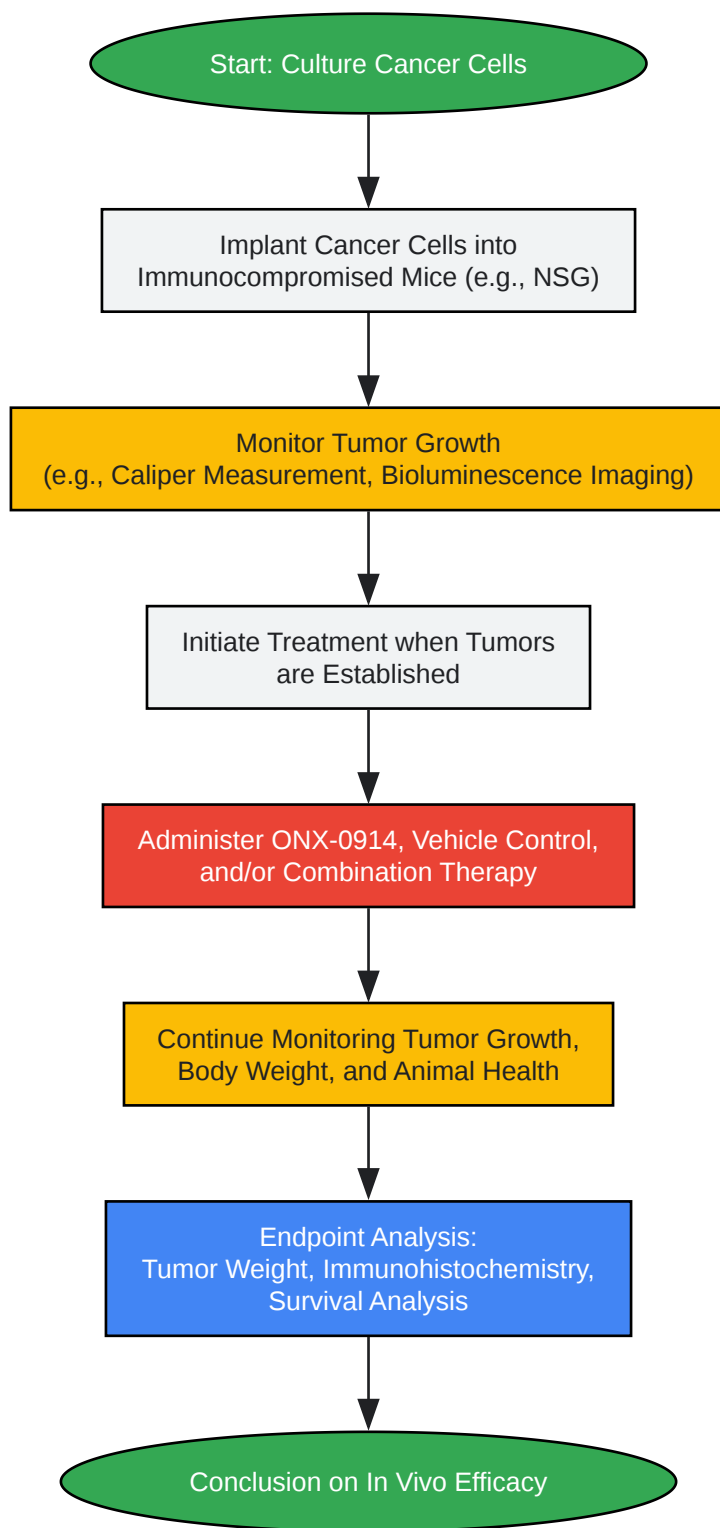 Start: Culture Cancer Cells
Implant Cancer Cells into
Immunocompromised Mice (e.g., NSG)
Monitor Tumor Growth
(e.g., Caliper Measurement, Bioluminescence Imaging)
Initiate Treatment when Tumors
are Established
Administer ONX-0914, Vehicle Control,
and/or Combination Therapy
Continue Monitoring Tumor Growth,
Body Weight, and Animal Health
Endpoint Analysis:
Tumor Weight, Immunohistochemistry,
Survival Analysis
Conclusion on In Vivo Efficacy